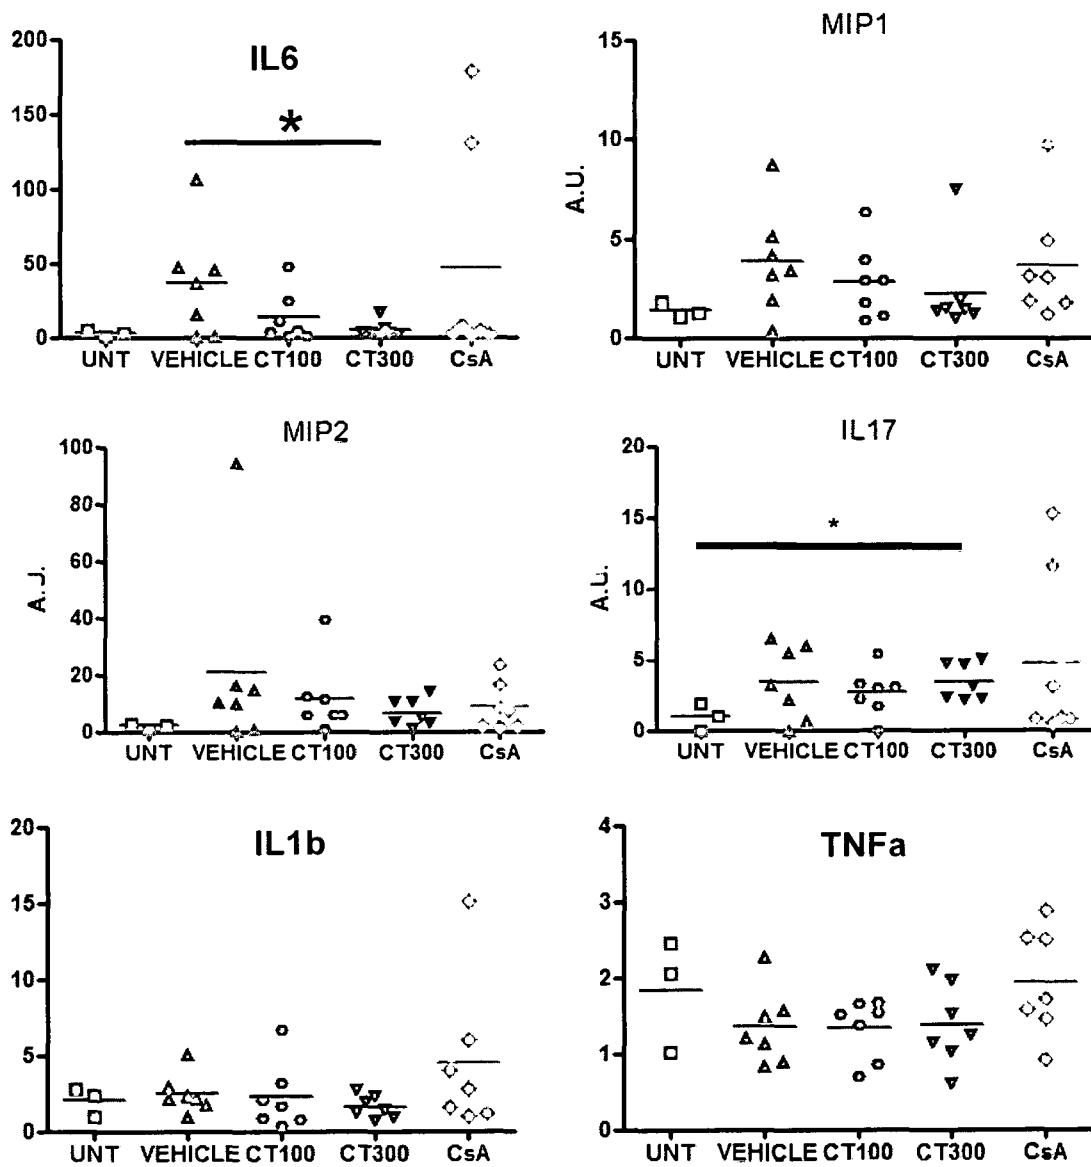 IL6
200
150
100
50
0
*
UNT VEHICLE CT100 CT300 CsA
MIP1
15
10
5
0
A.U.
UNT VEHICLE CT100 CT300 CsA
MIP2
100
80
60
40
20
0
A.J.
UNT VEHICLE CT100 CT300 CsA
IL17
20
15
10
5
0
A.U.
*
UNT VEHICLE CT100 CT300 CsA
IL1b
20
15
10
5
0
UNT VEHICLE CT100 CT300 CsA
TNFa
4
3
2
1
0
UNT VEHICLE CT100 CT300 CsA